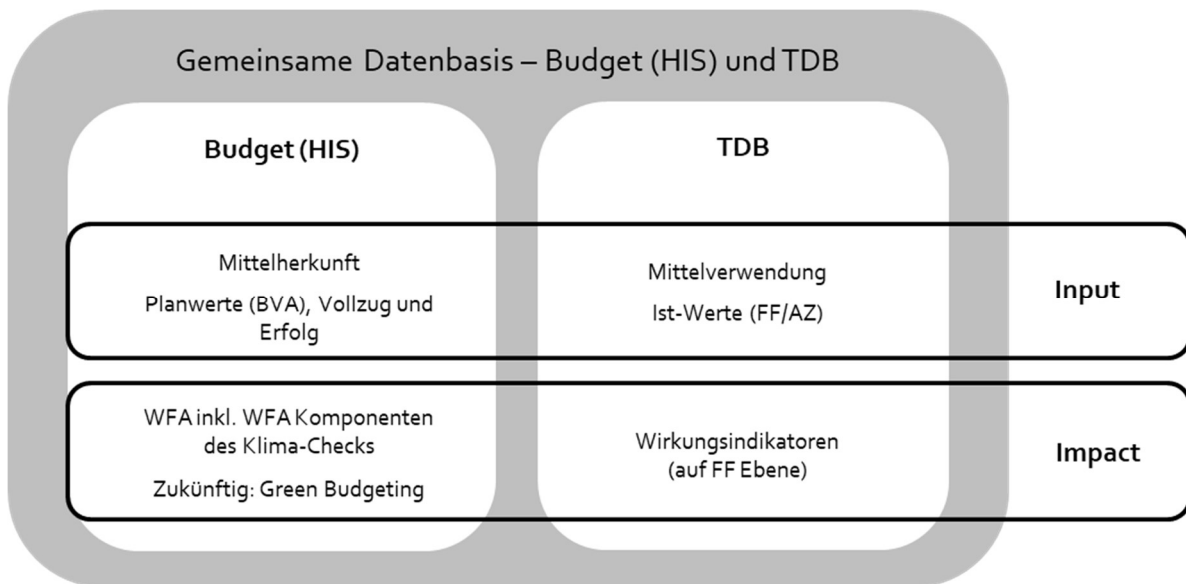 Gemeinsame Datenbasis – Budget (HIS) und TDB
Budget (HIS)
TDB
Mittelherkunft
Planwerte (BVA), Vollzug und
Erfolg
Mittelverwendung
Ist-Werte (FF/AZ)
Input
WFA inkl. WFA Komponenten
des Klima-Checks
Zukünftig: Green Budgeting
Wirkungsindikatoren
(auf FF Ebene)
Impact